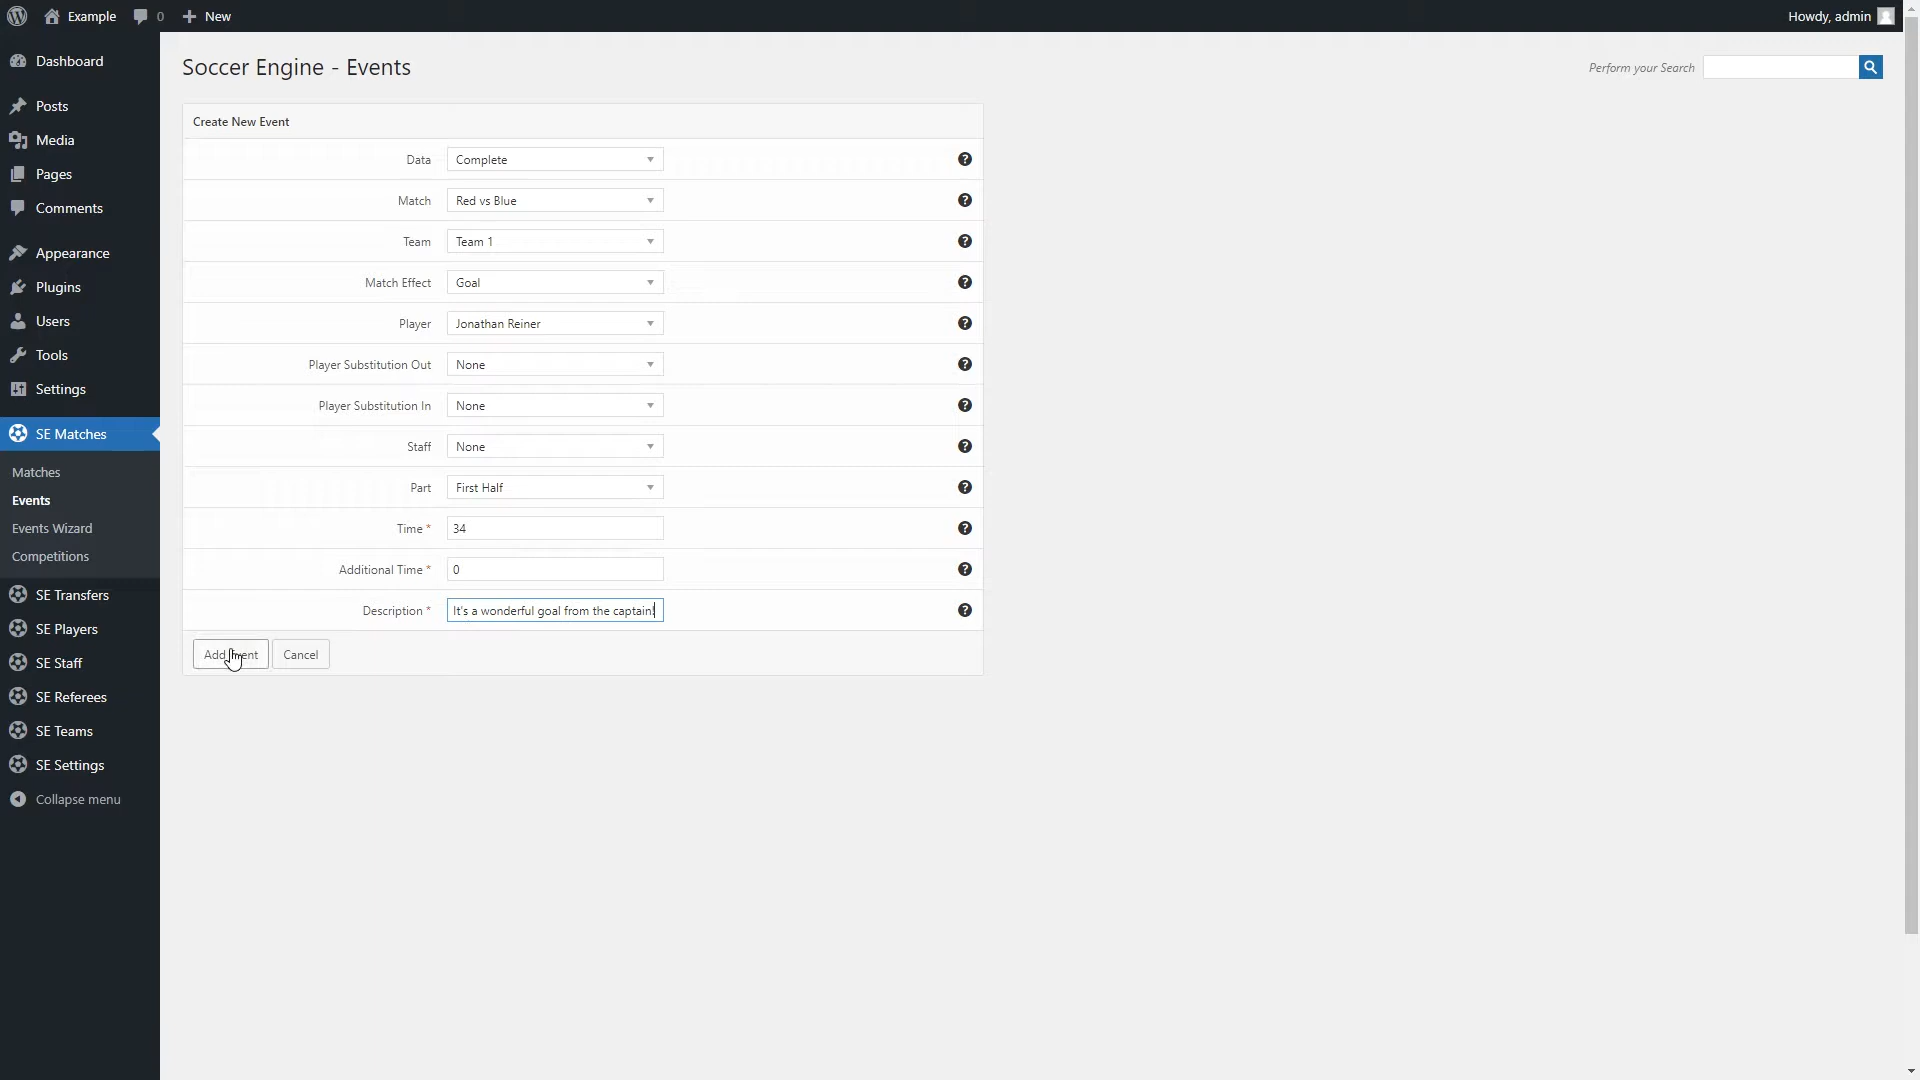 Example
0
New
Howdy, admin
Dashboard
Posts
Media
Pages
Comments
Appearance
Plugins
Users
Tools
Settings
SE Matches
Matches
Events
Events Wizard
Competitions
SE Transfers
SE Players
SE Staff
SE Referees
SE Teams
SE Settings
Collapse menu
Soccer Engine - Events
Perform your Search
Create New Event
Data Complete
Match Red vs Blue
Team Team 1
Match Effect Goal
Player Jonathan Reiner
Player Substitution Out None
Player Substitution In None
Staff None
Part First Half
Time * 34
Additional Time * 0
Description * It's a wonderful goal from the captain!
Add Event Cancel